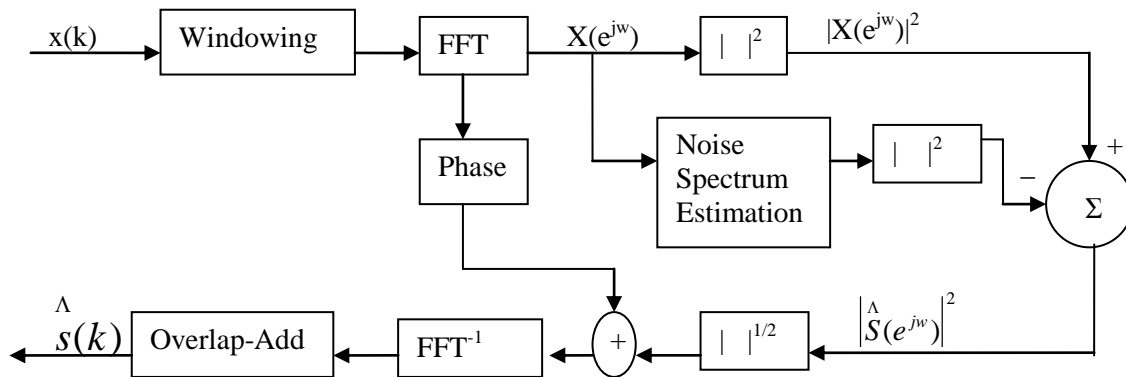 x(k)
Windowing
FFT
X(e^{jw})
| |^2
|X(e^{jw})|^2
Phase
Noise
Spectrum
Estimation
| |^2
+
−
Σ
ŝ(k)
Overlap-Add
FFT^{-1}
+
| |^{1/2}
|Ŝ(e^{jw})|^2